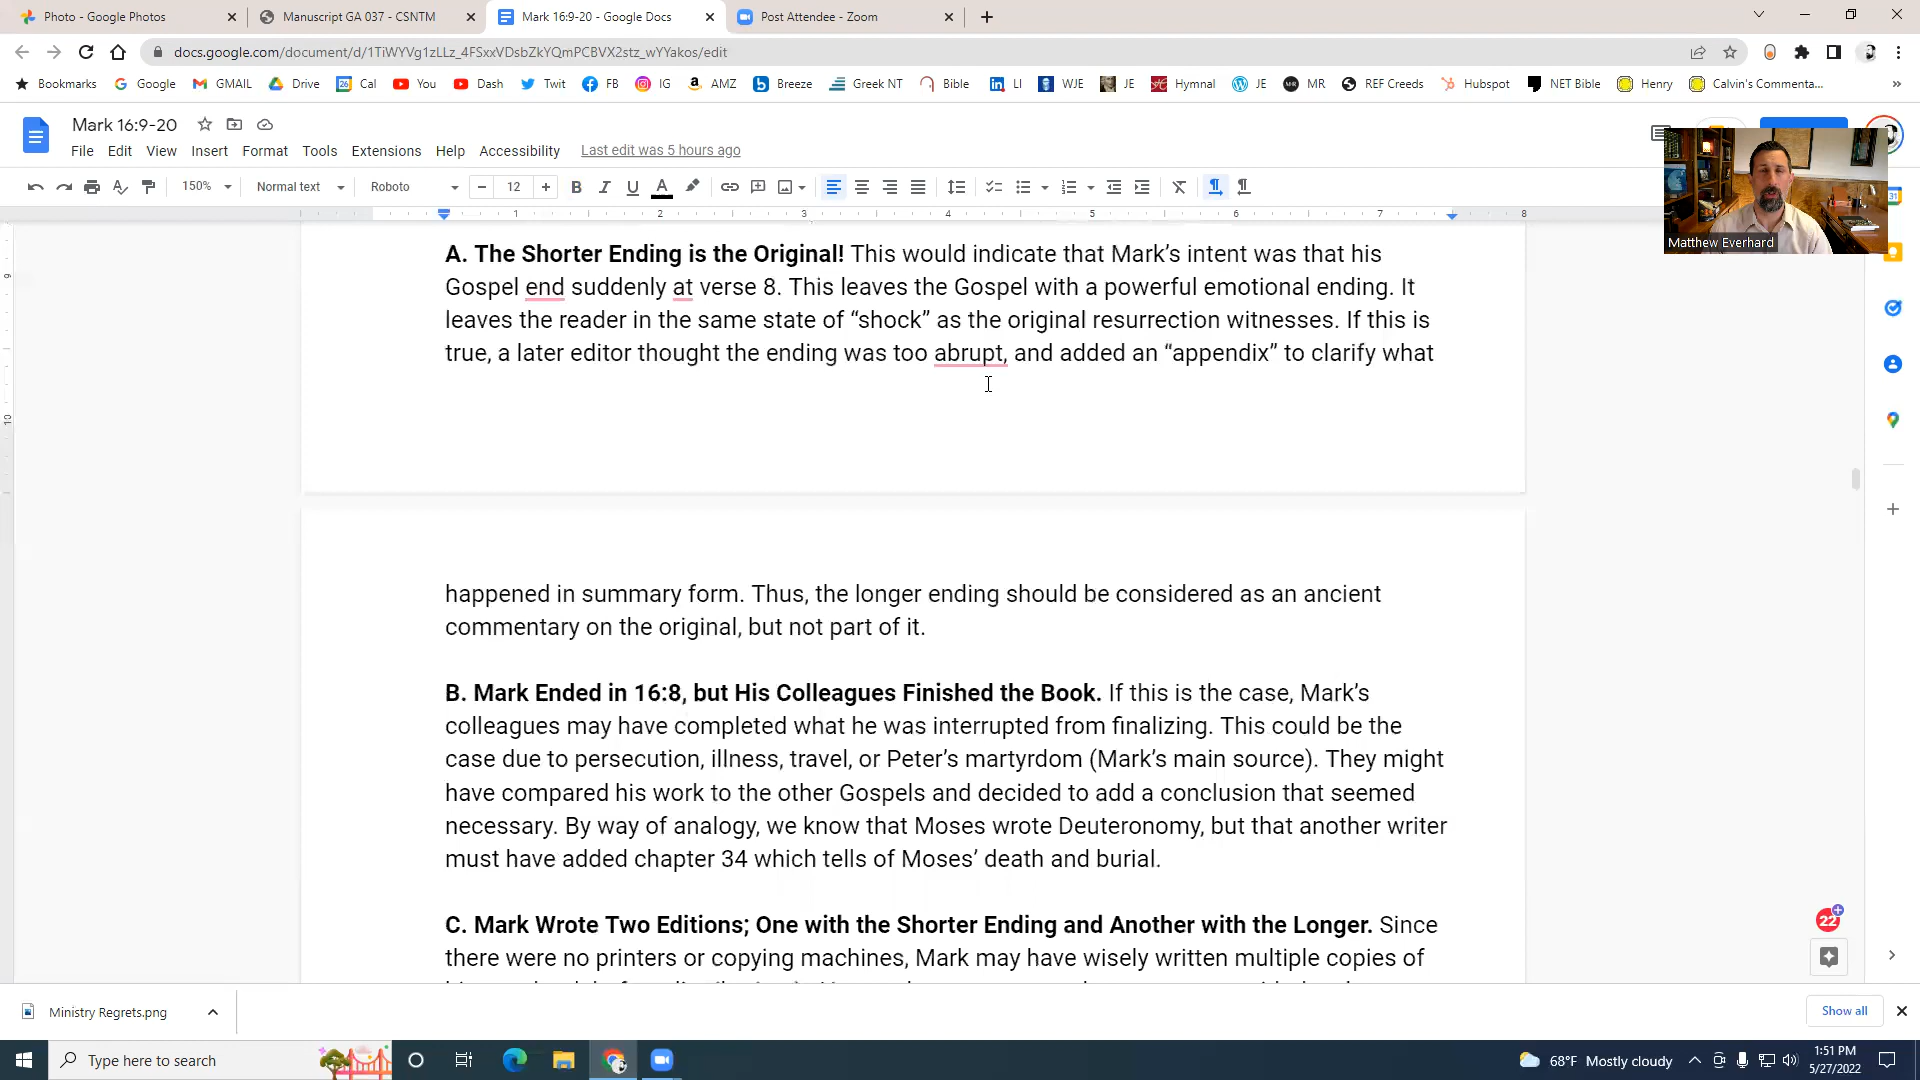 Photo - Google Photos
Manuscript GA 037 - CSNTM
Mark 16:9-20 - Google Docs
Post Attendee - Zoom
docs.google.com/document/d/1TiWYVg1zLLz_4FSxxVDsbZkYQmPCBVX2stz_wYYakos/edit
Bookmarks Google GMAIL Drive Cal You Dash Twit FB IG AMZ Breeze Greek NT Bible LI WJE JE Hymnal JE MR REF Creeds Hubspot NET Bible Henry Calvin's Commenta...
Mark 16:9-20
File Edit View Insert Format Tools Extensions Help Accessibility Last edit was 5 hours ago
150% Normal text Roboto 12
1 2 3 4 5 6 7 8
Matthew Everhard
A. The Shorter Ending is the Original! This would indicate that Mark's intent was that his
Gospel end suddenly at verse 8. This leaves the Gospel with a powerful emotional ending. It
leaves the reader in the same state of “shock” as the original resurrection witnesses. If this is
true, a later editor thought the ending was too abrupt, and added an “appendix” to clarify what
happened in summary form. Thus, the longer ending should be considered as an ancient
commentary on the original, but not part of it.
B. Mark Ended in 16:8, but His Colleagues Finished the Book. If this is the case, Mark's
colleagues may have completed what he was interrupted from finalizing. This could be the
case due to persecution, illness, travel, or Peter's martyrdom (Mark's main source). They might
have compared his work to the other Gospels and decided to add a conclusion that seemed
necessary. By way of analogy, we know that Moses wrote Deuteronomy, but that another writer
must have added chapter 34 which tells of Moses' death and burial.
C. Mark Wrote Two Editions; One with the Shorter Ending and Another with the Longer. Since
there were no printers or copying machines, Mark may have wisely written multiple copies of
22
Ministry Regrets.png
Show all
Type here to search
68°F Mostly cloudy
1:51 PM
5/27/2022